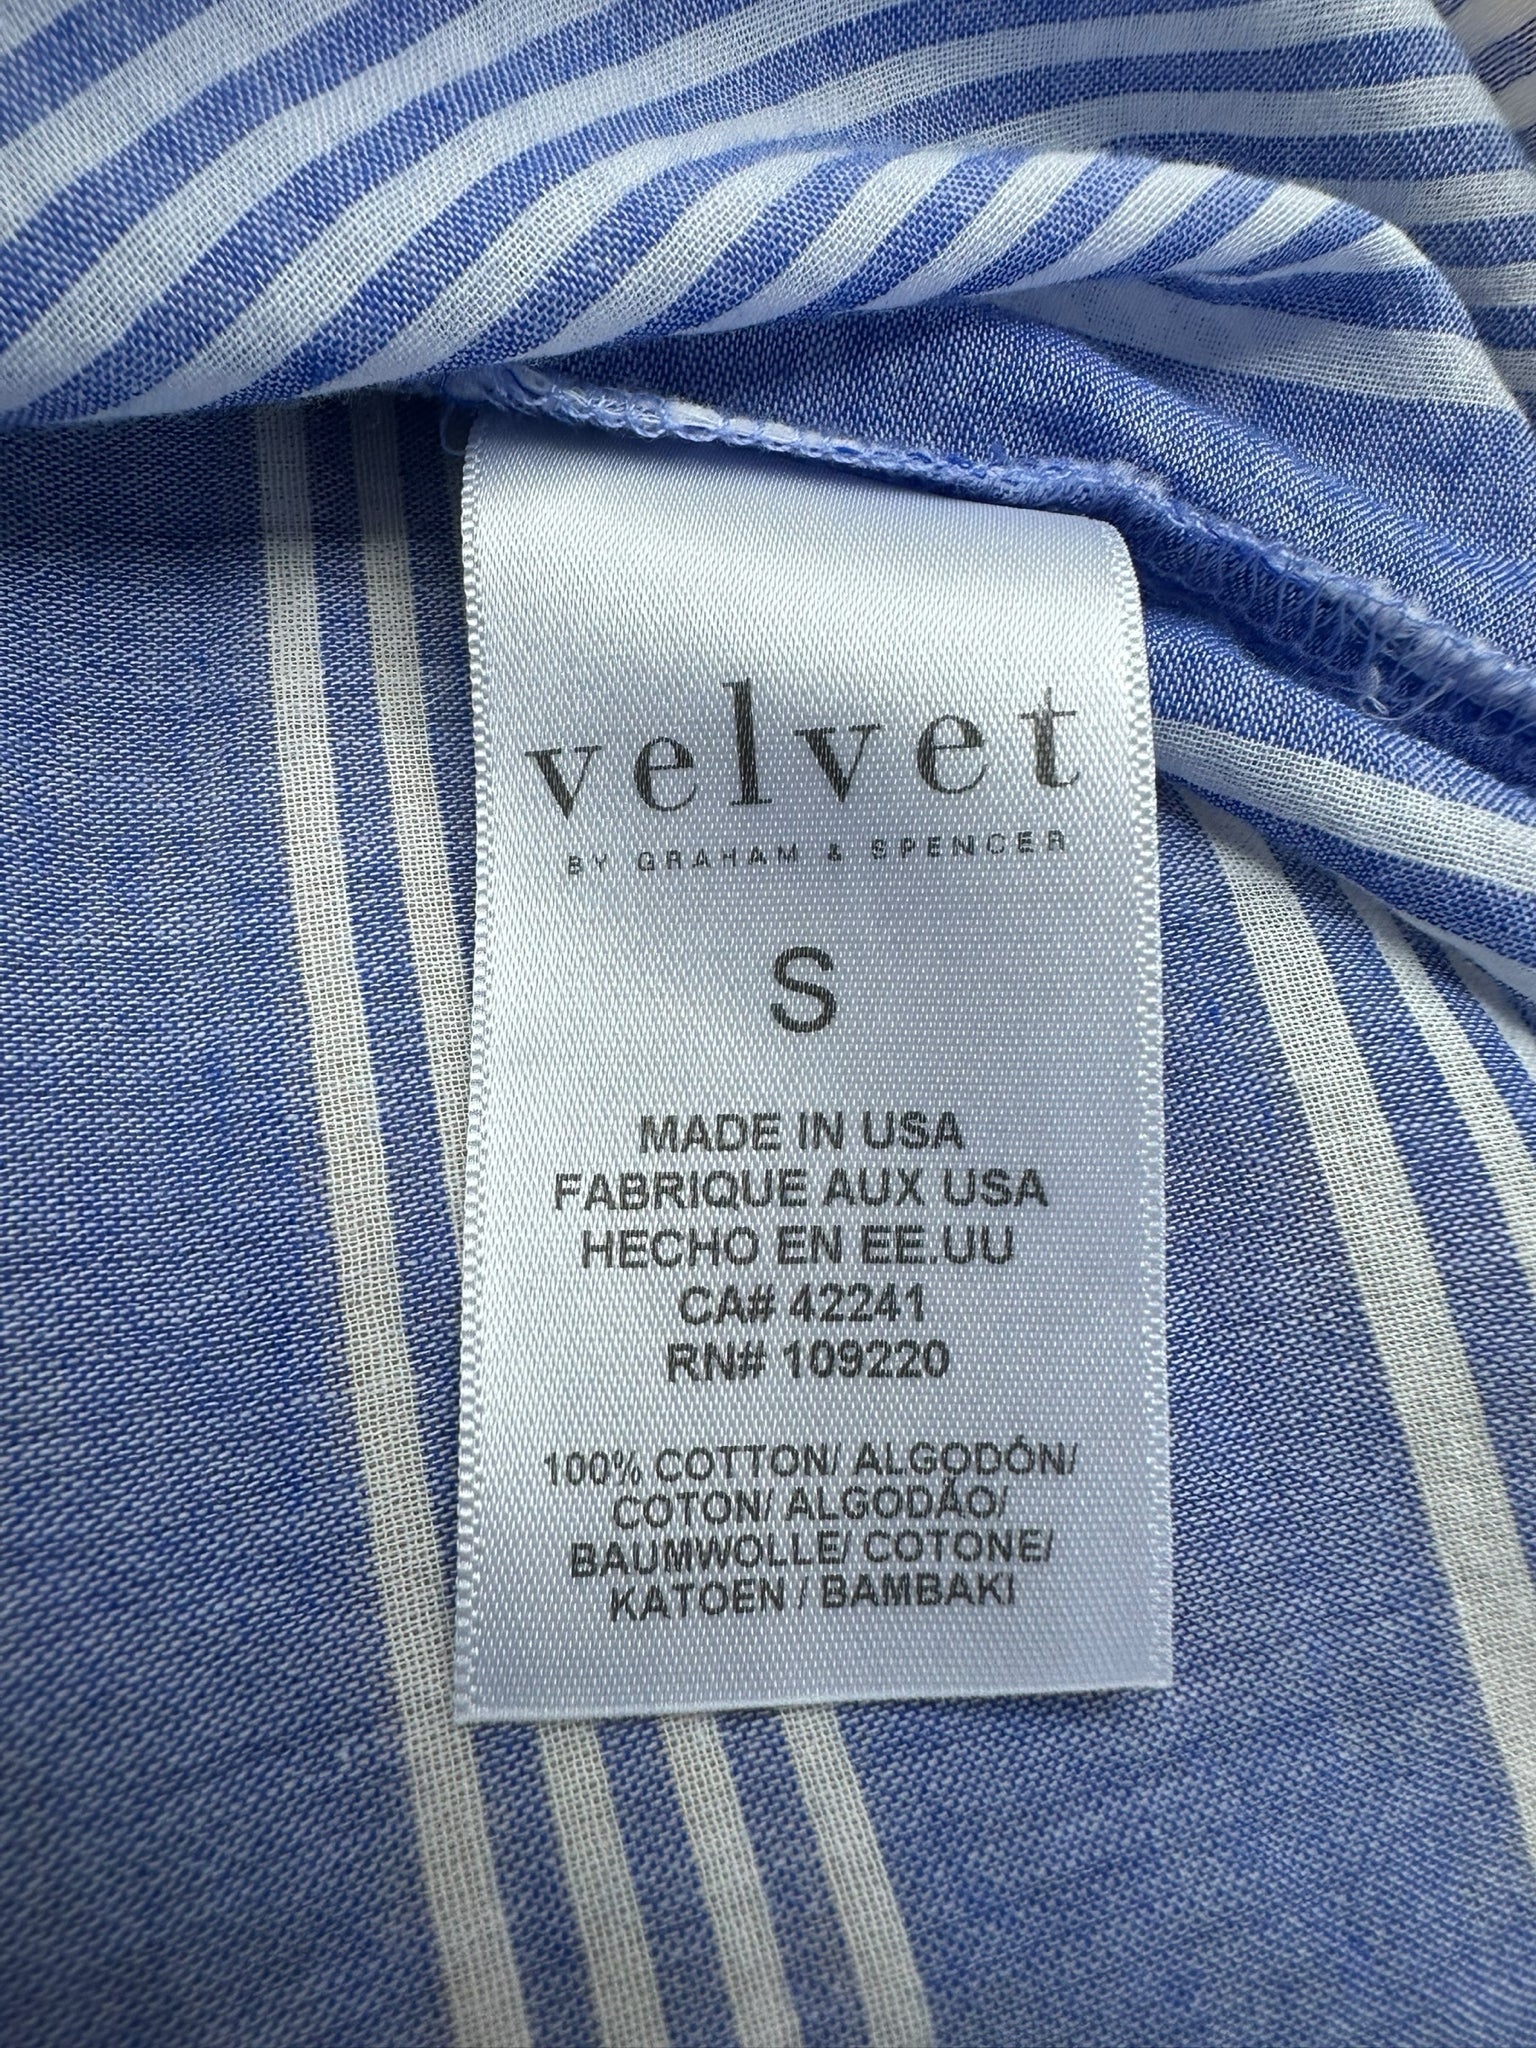 velvet
BY GRAHAM & SPENCER
S
MADE IN USA
FABRIQUE AUX USA
HECHO EN EE.UU
CA# 42241
RN# 109220
100% COTTON/ ALGODÓN/
COTON/ ALGODÃO/
BAUMWOLLE/ COTONE/
KATOEN / BAMBAKI